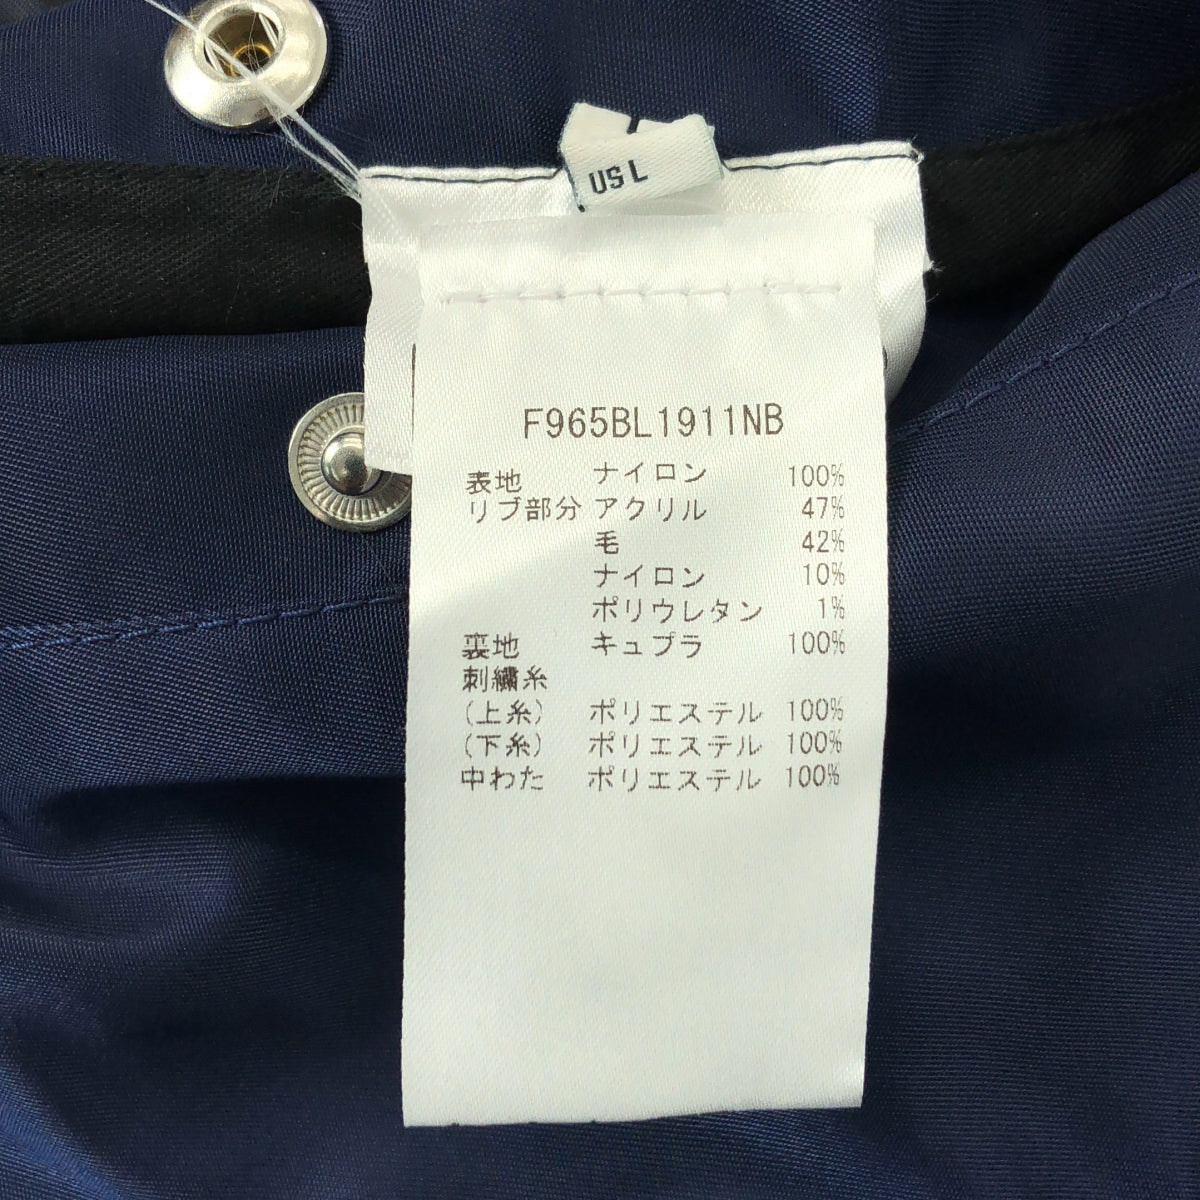 US L
F965BL1911NB
表地 ナイロン 100%
リブ部分 アクリル 47%
毛 42%
ナイロン 10%
ポリウレタン 1%
裏地 キュプラ 100%
刺繍糸
(上糸) ポリエステル 100%
(下糸) ポリエステル 100%
中わた ポリエステル 100%